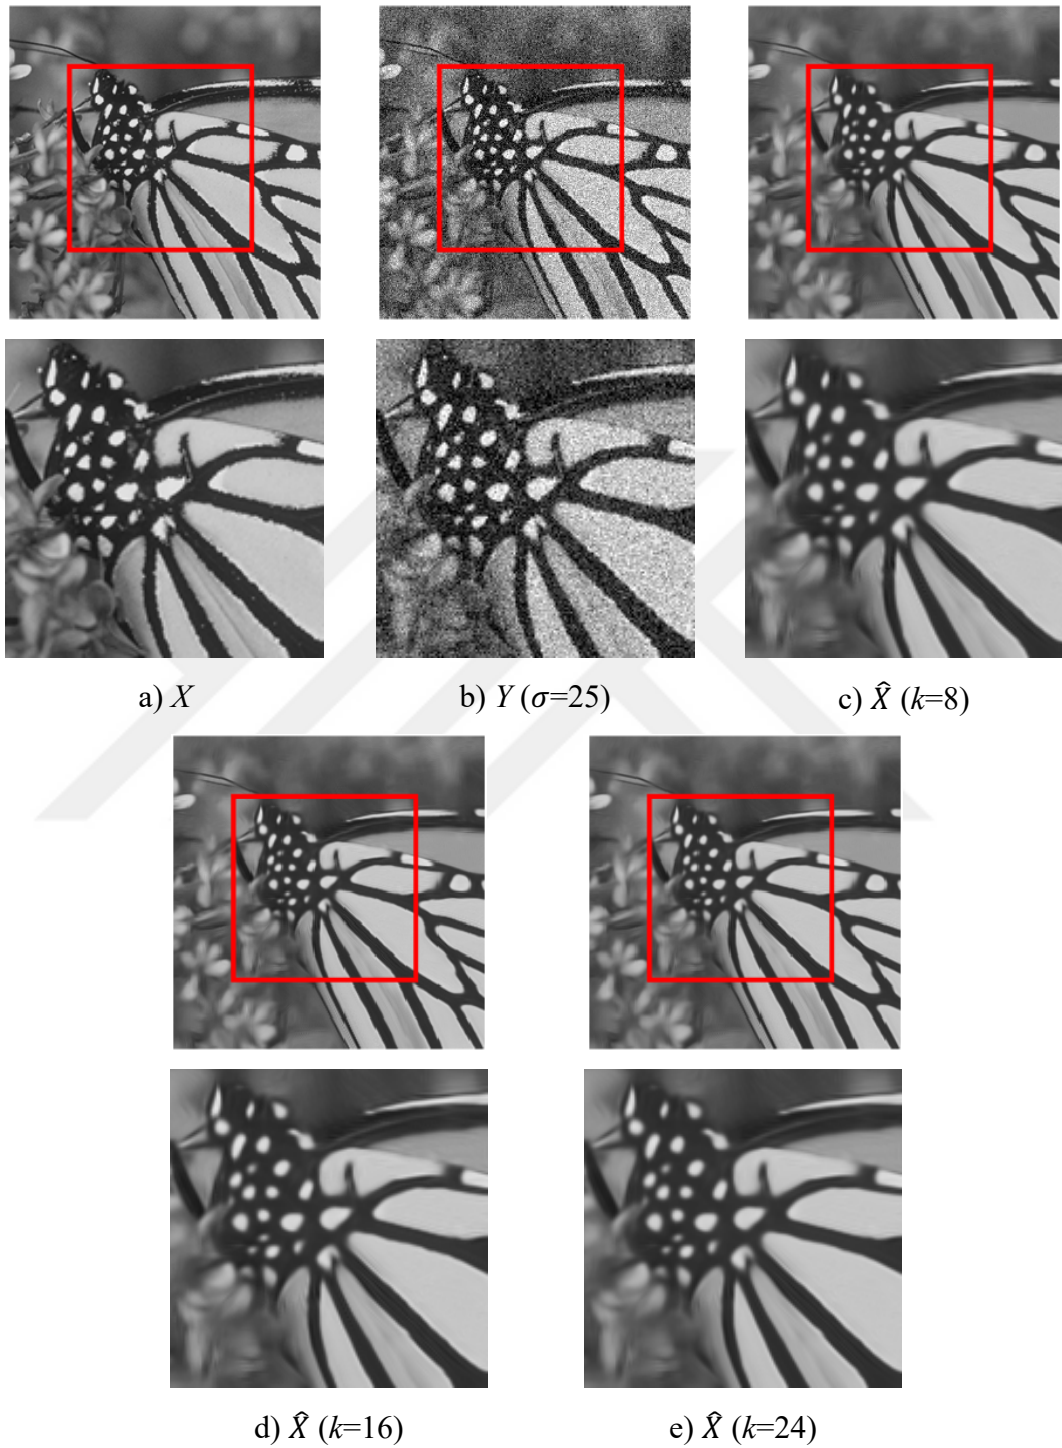 a) X
b) Y (σ=25)
c) X̂ (k=8)
d) X̂ (k=16)
e) X̂ (k=24)